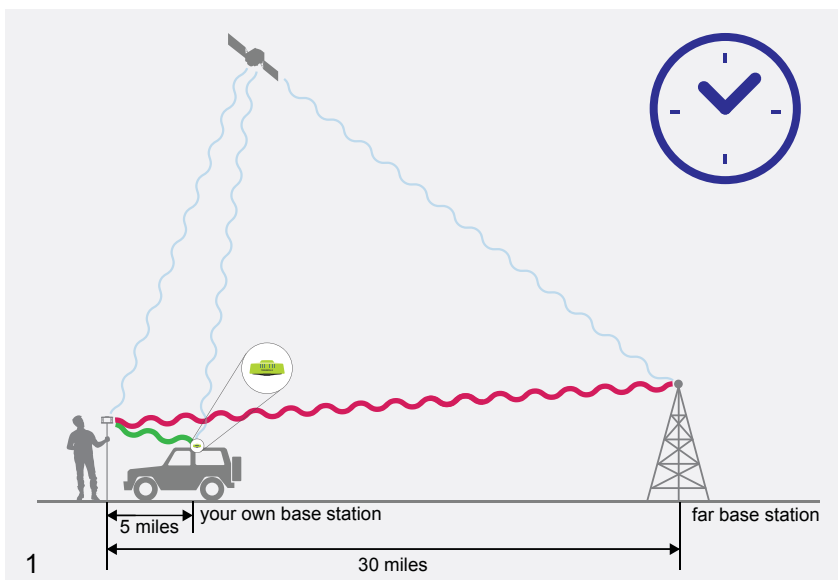 your own base station
far base station
5 miles
30 miles
1